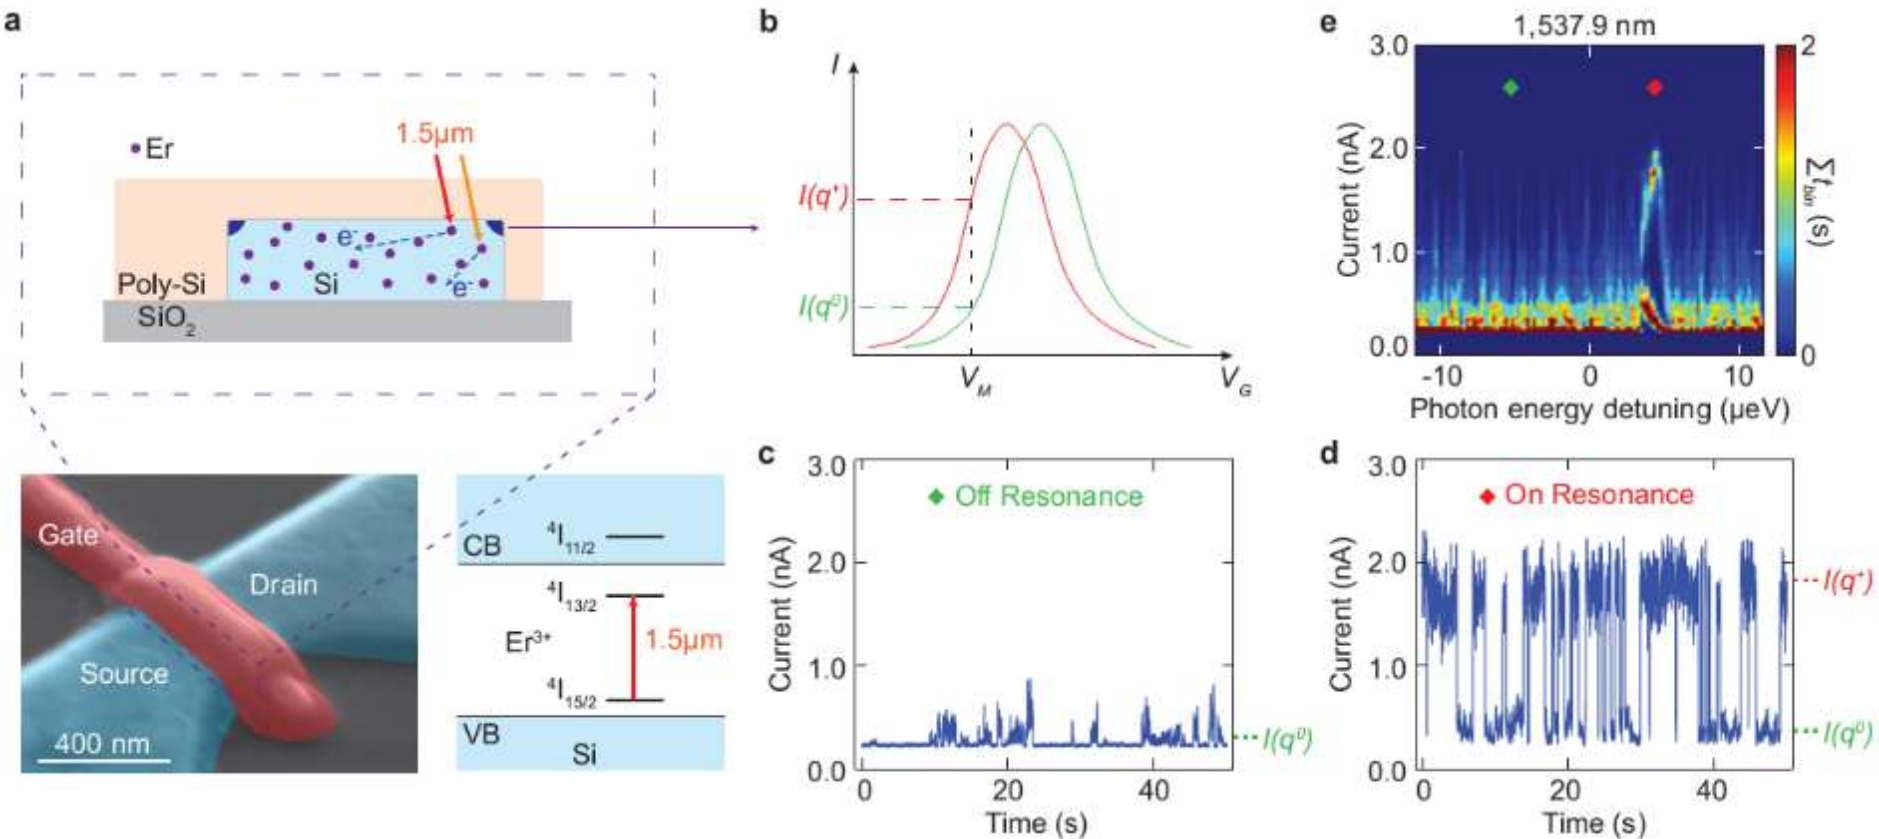 a
Er
1.5µm
e⁻
e⁻
Poly-Si
Si
SiO₂
Gate
Drain
Source
400 nm
CB
⁴I₁₁/₂
⁴I₁₃/₂
Er³⁺
1.5µm
⁴I₁₅/₂
VB
Si
b
I
I(q⁺)
I(q⁰)
V_M
V_G
c
3.0
2.0
1.0
0.0
Current (nA)
Off Resonance
I(q⁰)
0 20 40
Time (s)
d
3.0
2.0
1.0
0.0
Current (nA)
On Resonance
I(q⁺)
I(q⁰)
0 20 40
Time (s)
e
1,537.9 nm
3.0
2.0
1.0
0.0
Current (nA)
-10 0 10
Photon energy detuning (µeV)
2
0
∑t_bin (s)